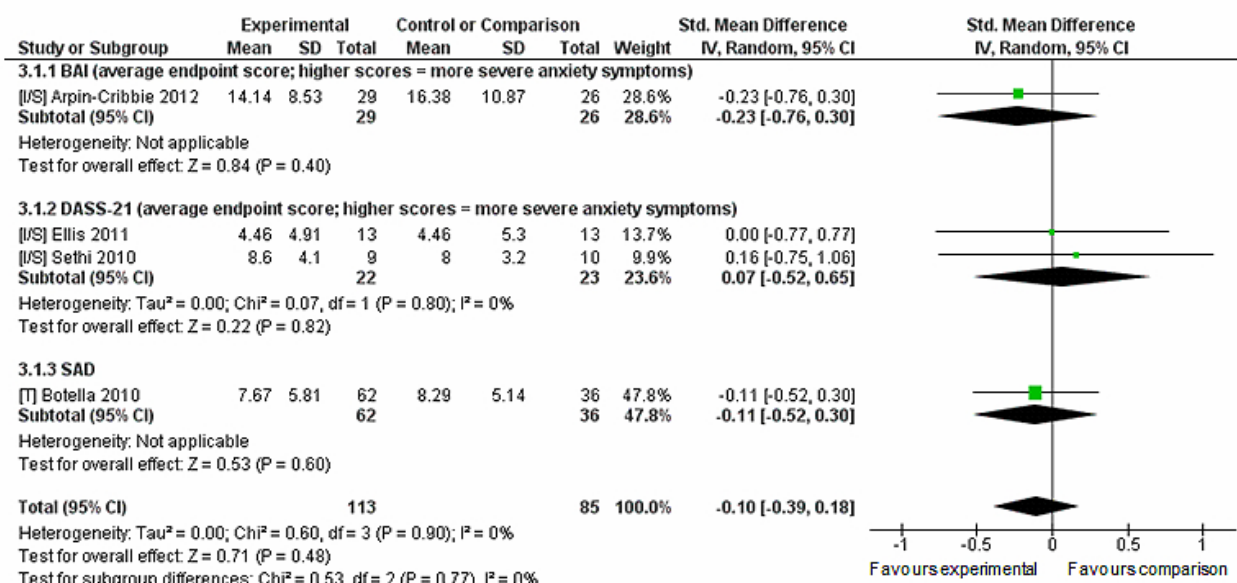 Experimental Control or Comparison Std. Mean Difference Std. Mean Difference
Study or Subgroup Mean SD Total Mean SD Total Weight IV, Random, 95% CI IV, Random, 95% CI
3.1.1 BAI (average endpoint score; higher scores = more severe anxiety symptoms)
[I/S] Arpin-Cribbie 2012 14.14 8.53 29 16.38 10.87 26 28.6% -0.23 [-0.76, 0.30]
Subtotal (95% CI) 29 26 28.6% -0.23 [-0.76, 0.30]
Heterogeneity: Not applicable
Test for overall effect: Z = 0.84 (P = 0.40)
3.1.2 DASS-21 (average endpoint score; higher scores = more severe anxiety symptoms)
[I/S] Ellis 2011 4.46 4.91 13 4.46 5.3 13 13.7% 0.00 [-0.77, 0.77]
[I/S] Sethi 2010 8.6 4.1 9 8 3.2 10 9.9% 0.16 [-0.75, 1.06]
Subtotal (95% CI) 22 23 23.6% 0.07 [-0.52, 0.65]
Heterogeneity: Tau² = 0.00; Chi² = 0.07, df = 1 (P = 0.80); I² = 0%
Test for overall effect: Z = 0.22 (P = 0.82)
3.1.3 SAD
[T] Botella 2010 7.67 5.81 62 8.29 5.14 36 47.8% -0.11 [-0.52, 0.30]
Subtotal (95% CI) 62 36 47.8% -0.11 [-0.52, 0.30]
Heterogeneity: Not applicable
Test for overall effect: Z = 0.53 (P = 0.60)
Total (95% CI) 113 85 100.0% -0.10 [-0.39, 0.18]
Heterogeneity: Tau² = 0.00; Chi² = 0.60, df = 3 (P = 0.90); I² = 0%
Test for overall effect: Z = 0.71 (P = 0.48)
Test for subgroup differences: Chi² = 0.53, df = 2 (P = 0.77), I² = 0%
-1 -0.5 0 0.5 1
Favours experimental Favours comparison